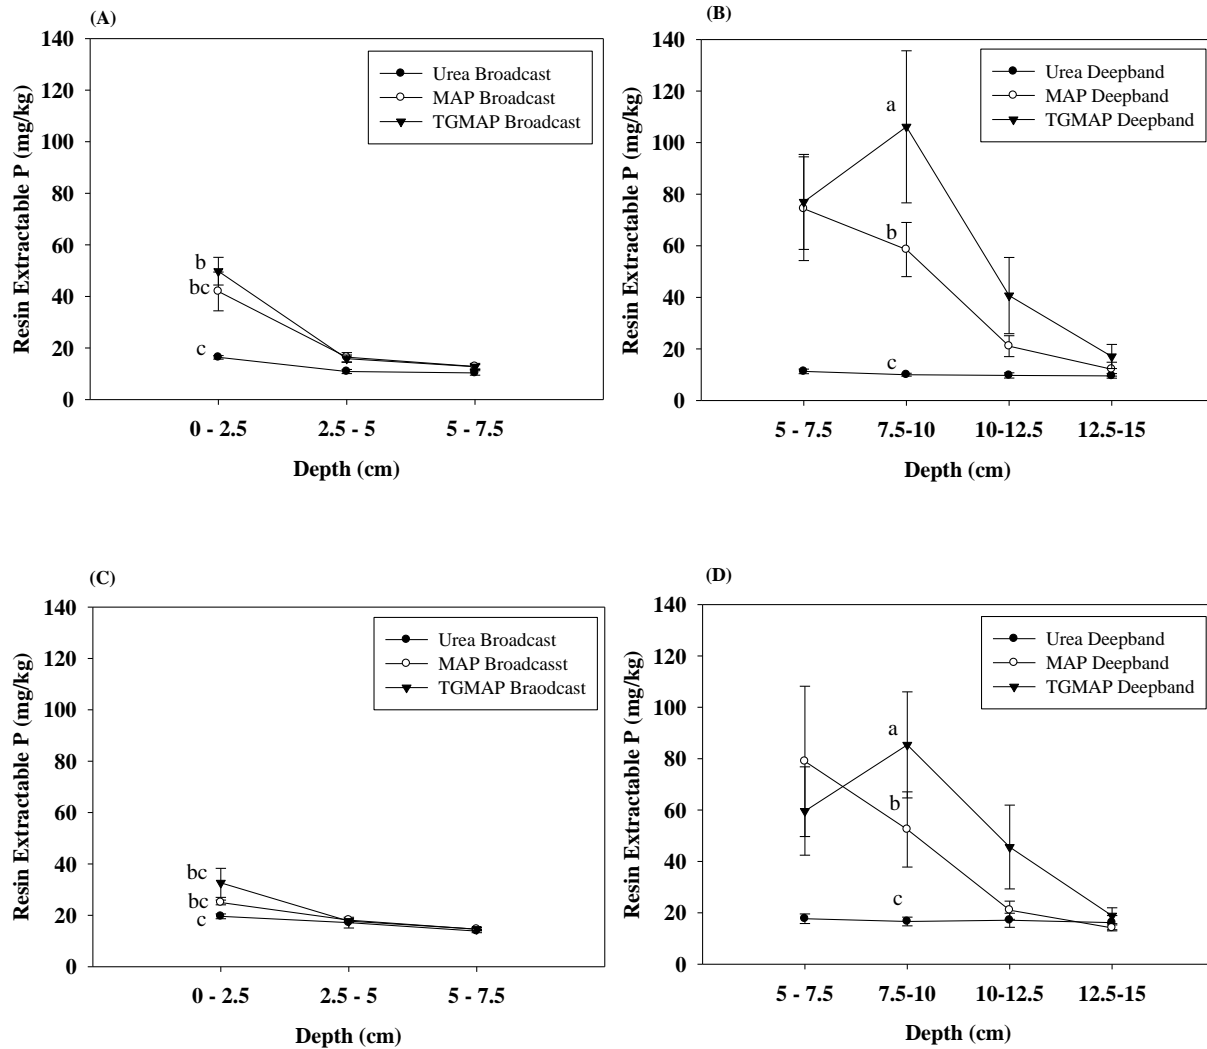 (A)
140
120
100
80
60
40
20
0
Resin Extractable P (mg/kg)
Urea Broadcast
MAP Broadcast
TGMAP Broadcast
b
bc
c
0 - 2.5 2.5 - 5 5 - 7.5
Depth (cm)
(B)
140
120
100
80
60
40
20
0
Resin Extractable P (mg/kg)
Urea Deepband
MAP Deepband
TGMAP Deepband
a
b
c
5 - 7.5 7.5-10 10-12.5 12.5-15
Depth (cm)
(C)
140
120
100
80
60
40
20
0
Resin Extractable P (mg/kg)
Urea Broadcast
MAP Broadcasst
TGMAP Braodcast
bc
bc
c
0 - 2.5 2.5 - 5 5 - 7.5
Depth (cm)
(D)
140
120
100
80
60
40
20
0
Resin Extractable P (mg/kg)
Urea Deepband
MAP Deepband
TGMAP Deepband
a
b
c
5 - 7.5 7.5-10 10-12.5 12.5-15
Depth (cm)